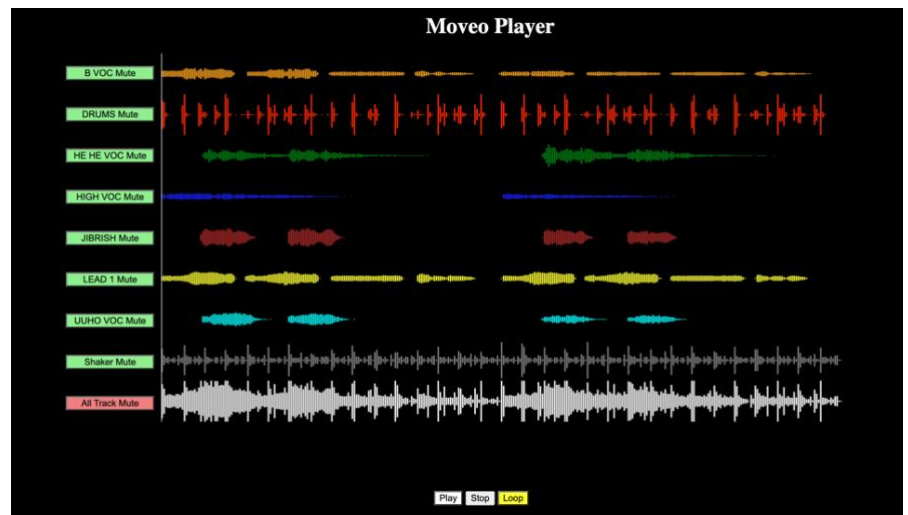 Moveo Player
B VOC Mute
DRUMS Mute
HE HE VOC Mute
HIGH VOC Mute
JIBRISH Mute
LEAD 1 Mute
UUHO VOC Mute
Shaker Mute
All Track Mute
Play Stop Loop